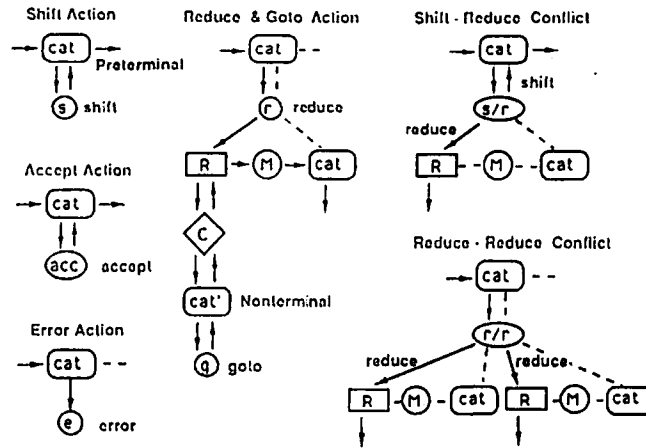 Shift Action
cat
Preterminal
s shift
Accept Action
cat
acc accept
Error Action
cat
e error
Reduce & Goto Action
cat
r reduce
R M cat
C
cat' Nonterminal
q goto
Shift-Reduce Conflict
cat
shift
s/r
reduce
R M cat
Reduce-Reduce Conflict
cat
r/r
reduce reduce
R M cat R M cat